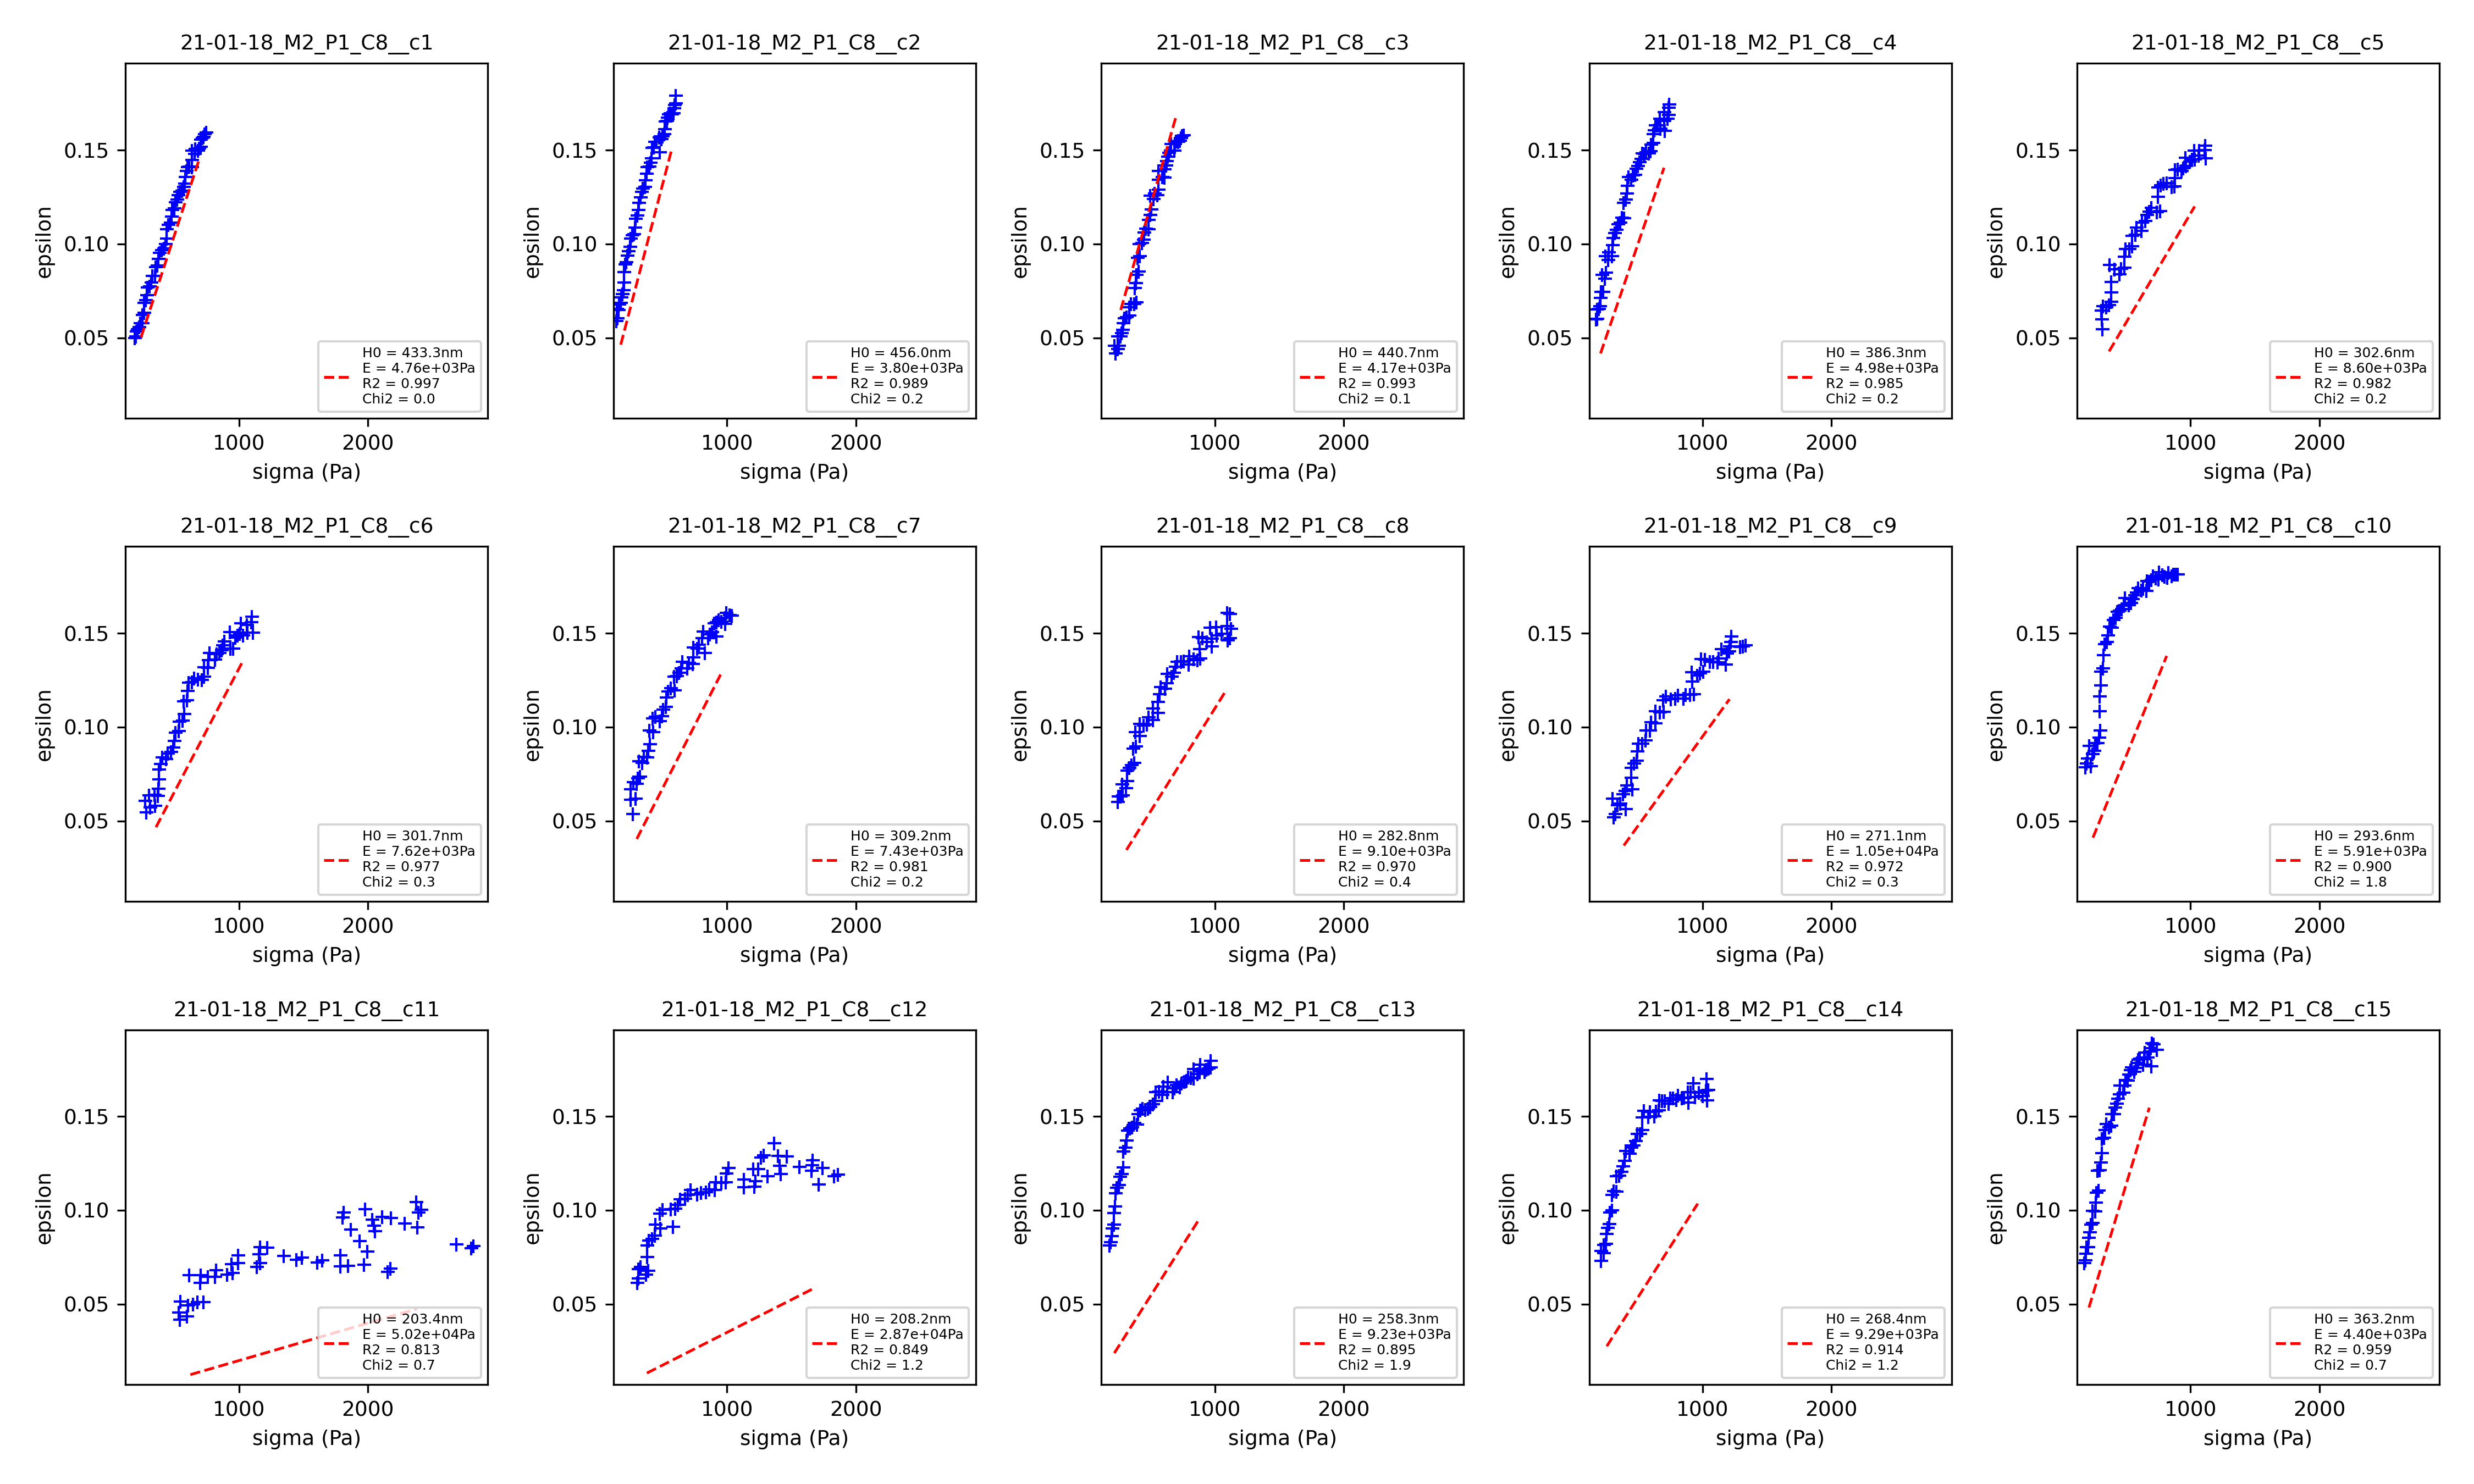 21-01-18_M2_P1_C8__c1
epsilon
0.15
0.10
0.05
H0 = 433.3nm
E = 4.76e+03Pa
R2 = 0.997
Chi2 = 0.0
1000 2000
sigma (Pa)
21-01-18_M2_P1_C8__c2
epsilon
0.15
0.10
0.05
H0 = 456.0nm
E = 3.80e+03Pa
R2 = 0.989
Chi2 = 0.2
1000 2000
sigma (Pa)
21-01-18_M2_P1_C8__c3
epsilon
0.15
0.10
0.05
H0 = 440.7nm
E = 4.17e+03Pa
R2 = 0.993
Chi2 = 0.1
1000 2000
sigma (Pa)
21-01-18_M2_P1_C8__c4
epsilon
0.15
0.10
0.05
H0 = 386.3nm
E = 4.98e+03Pa
R2 = 0.985
Chi2 = 0.2
1000 2000
sigma (Pa)
21-01-18_M2_P1_C8__c5
epsilon
0.15
0.10
0.05
H0 = 302.6nm
E = 8.60e+03Pa
R2 = 0.982
Chi2 = 0.2
1000 2000
sigma (Pa)
21-01-18_M2_P1_C8__c6
epsilon
0.15
0.10
0.05
H0 = 301.7nm
E = 7.62e+03Pa
R2 = 0.977
Chi2 = 0.3
1000 2000
sigma (Pa)
21-01-18_M2_P1_C8__c7
epsilon
0.15
0.10
0.05
H0 = 309.2nm
E = 7.43e+03Pa
R2 = 0.981
Chi2 = 0.2
1000 2000
sigma (Pa)
21-01-18_M2_P1_C8__c8
epsilon
0.15
0.10
0.05
H0 = 282.8nm
E = 9.10e+03Pa
R2 = 0.970
Chi2 = 0.4
1000 2000
sigma (Pa)
21-01-18_M2_P1_C8__c9
epsilon
0.15
0.10
0.05
H0 = 271.1nm
E = 1.05e+04Pa
R2 = 0.972
Chi2 = 0.3
1000 2000
sigma (Pa)
21-01-18_M2_P1_C8__c10
epsilon
0.15
0.10
0.05
H0 = 293.6nm
E = 5.91e+03Pa
R2 = 0.900
Chi2 = 1.8
1000 2000
sigma (Pa)
21-01-18_M2_P1_C8__c11
epsilon
0.15
0.10
0.05
H0 = 203.4nm
E = 5.02e+04Pa
R2 = 0.813
Chi2 = 0.7
1000 2000
sigma (Pa)
21-01-18_M2_P1_C8__c12
epsilon
0.15
0.10
0.05
H0 = 208.2nm
E = 2.87e+04Pa
R2 = 0.849
Chi2 = 1.2
1000 2000
sigma (Pa)
21-01-18_M2_P1_C8__c13
epsilon
0.15
0.10
0.05
H0 = 258.3nm
E = 9.23e+03Pa
R2 = 0.895
Chi2 = 1.9
1000 2000
sigma (Pa)
21-01-18_M2_P1_C8__c14
epsilon
0.15
0.10
0.05
H0 = 268.4nm
E = 9.29e+03Pa
R2 = 0.914
Chi2 = 1.2
1000 2000
sigma (Pa)
21-01-18_M2_P1_C8__c15
epsilon
0.15
0.10
0.05
H0 = 363.2nm
E = 4.40e+03Pa
R2 = 0.959
Chi2 = 0.7
1000 2000
sigma (Pa)